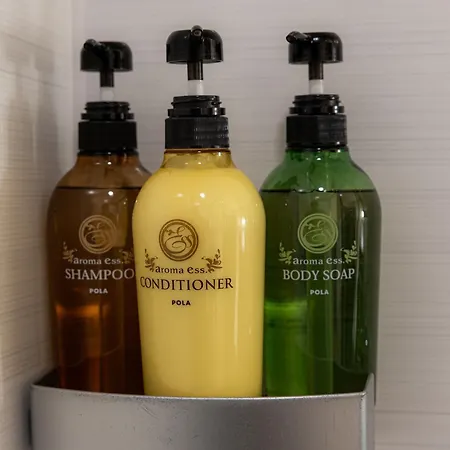 aroma ess.
SHAMPOO
POLA
aroma ess.
CONDITIONER
POLA
aroma ess.
BODY SOAP
POLA